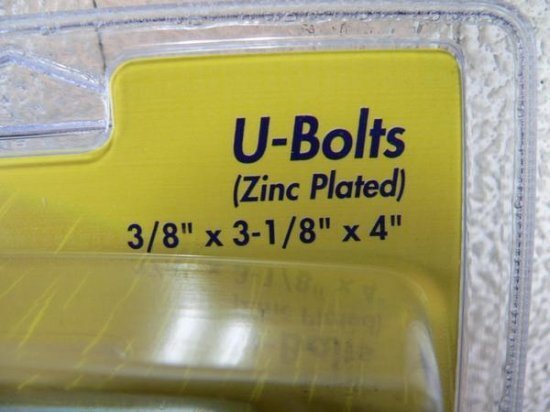 U-Bolts
(Zinc Plated)
3/8" x 3-1/8" x 4"